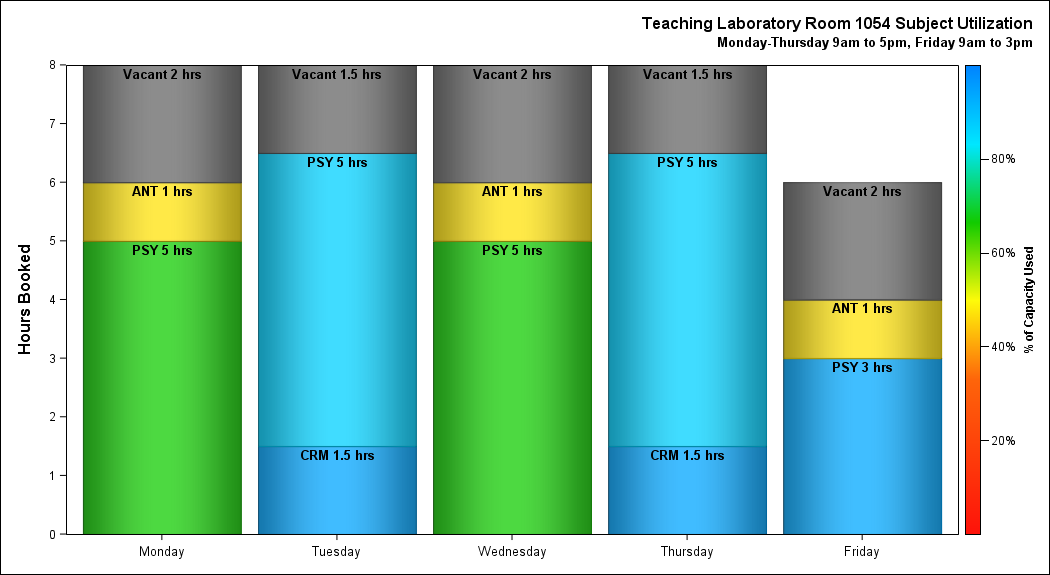 Teaching Laboratory Room 1054 Subject Utilization
Monday-Thursday 9am to 5pm, Friday 9am to 3pm
Hours Booked
8
7
6
5
4
3
2
1
0
Vacant 2 hrs
ANT 1 hrs
PSY 5 hrs
Vacant 1.5 hrs
PSY 5 hrs
CRM 1.5 hrs
Vacant 2 hrs
ANT 1 hrs
PSY 5 hrs
Vacant 1.5 hrs
PSY 5 hrs
CRM 1.5 hrs
Vacant 2 hrs
ANT 1 hrs
PSY 3 hrs
Monday
Tuesday
Wednesday
Thursday
Friday
80%
60%
40%
20%
% of Capacity Used